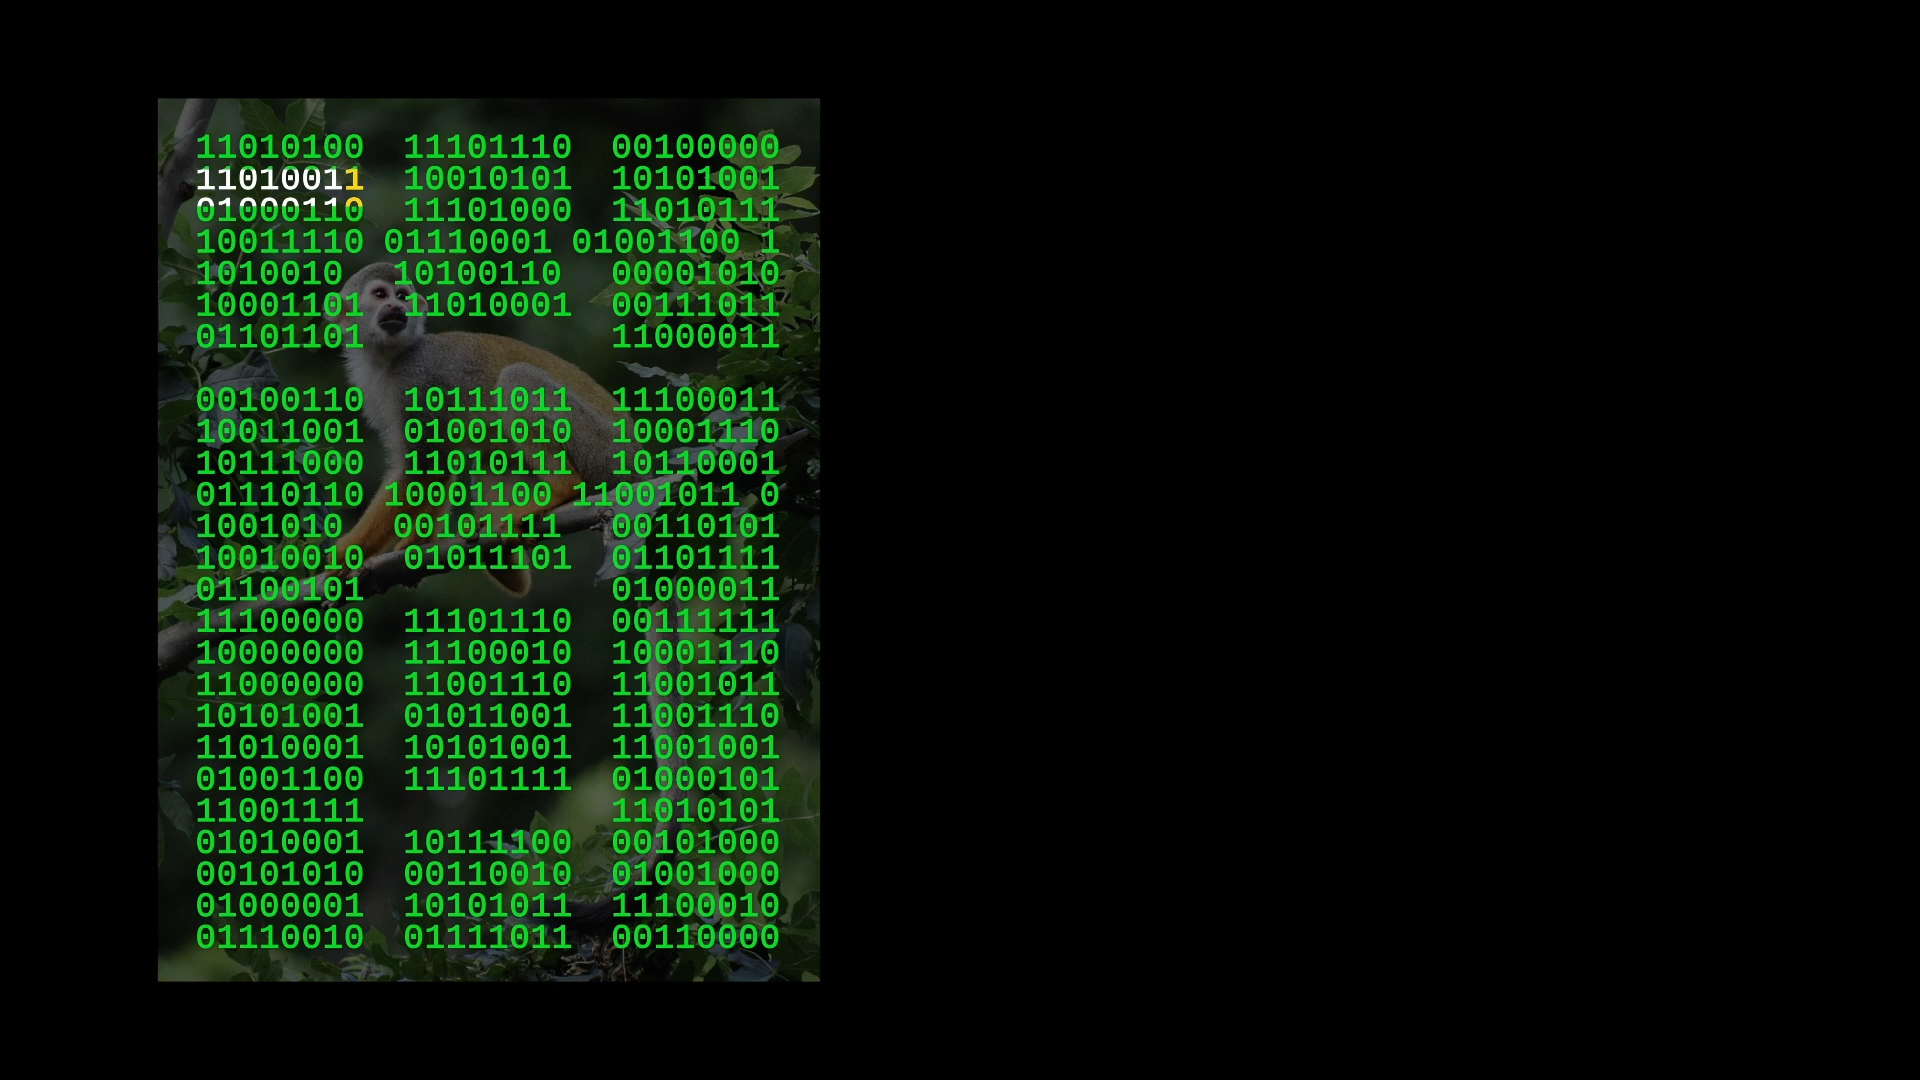 11010100 11101110 00100000
11010011 10010101 10101001
01000110 11101000 11010111
10011110 01110001 01001100 1
1010010 10100110 00001010
10001101 11010001 00111011
01101101 11000011
00100110 10111011 11100011
10011001 01001010 10001110
10111000 11010111 10110001
01110110 10001100 11001011 0
1001010 00101111 00110101
10010010 01011101 01101111
01100101 01000011
11100000 11101110 00111111
10000000 11100010 10001110
11000000 11001110 11001011
10101001 01011001 11001110
11010001 10101001 11001001
01001100 11101111 01000101
11001111 11010101
01010001 10111100 00101000
00101010 00110010 01001000
01000001 10101011 11100010
01110010 01111011 00110000